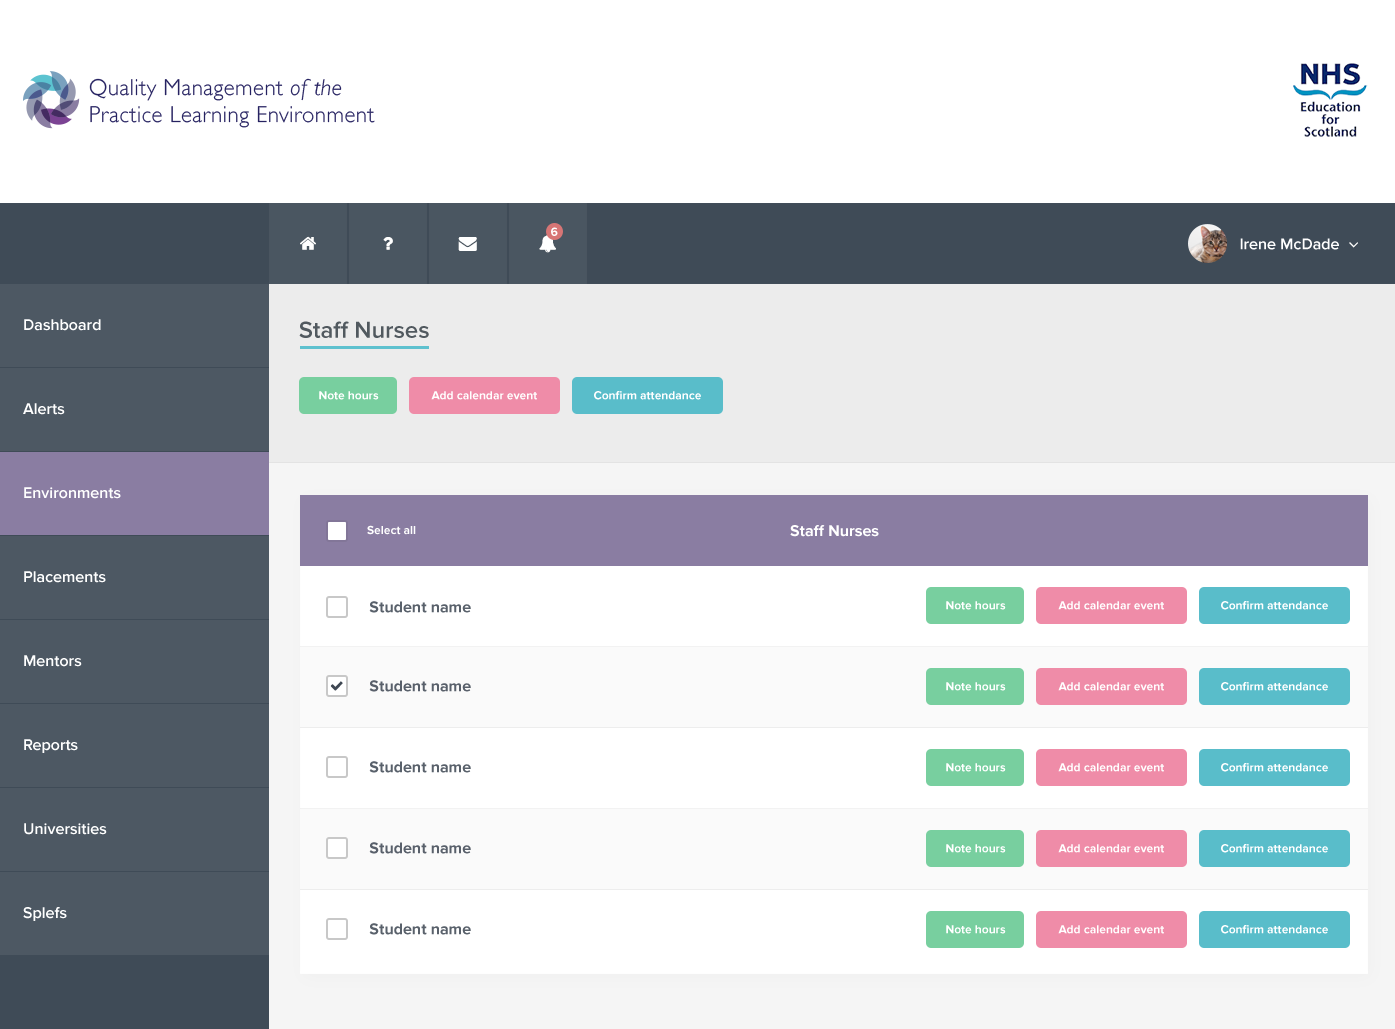 Quality Management of the
Practice Learning Environment
NHS
Education
for
Scotland
?
6
Irene McDade
Dashboard
Alerts
Environments
Placements
Mentors
Reports
Universities
Splefs
Staff Nurses
Note hours Add calendar event Confirm attendance
Select all Staff Nurses
Student name Note hours Add calendar event Confirm attendance
Student name Note hours Add calendar event Confirm attendance
Student name Note hours Add calendar event Confirm attendance
Student name Note hours Add calendar event Confirm attendance
Student name Note hours Add calendar event Confirm attendance